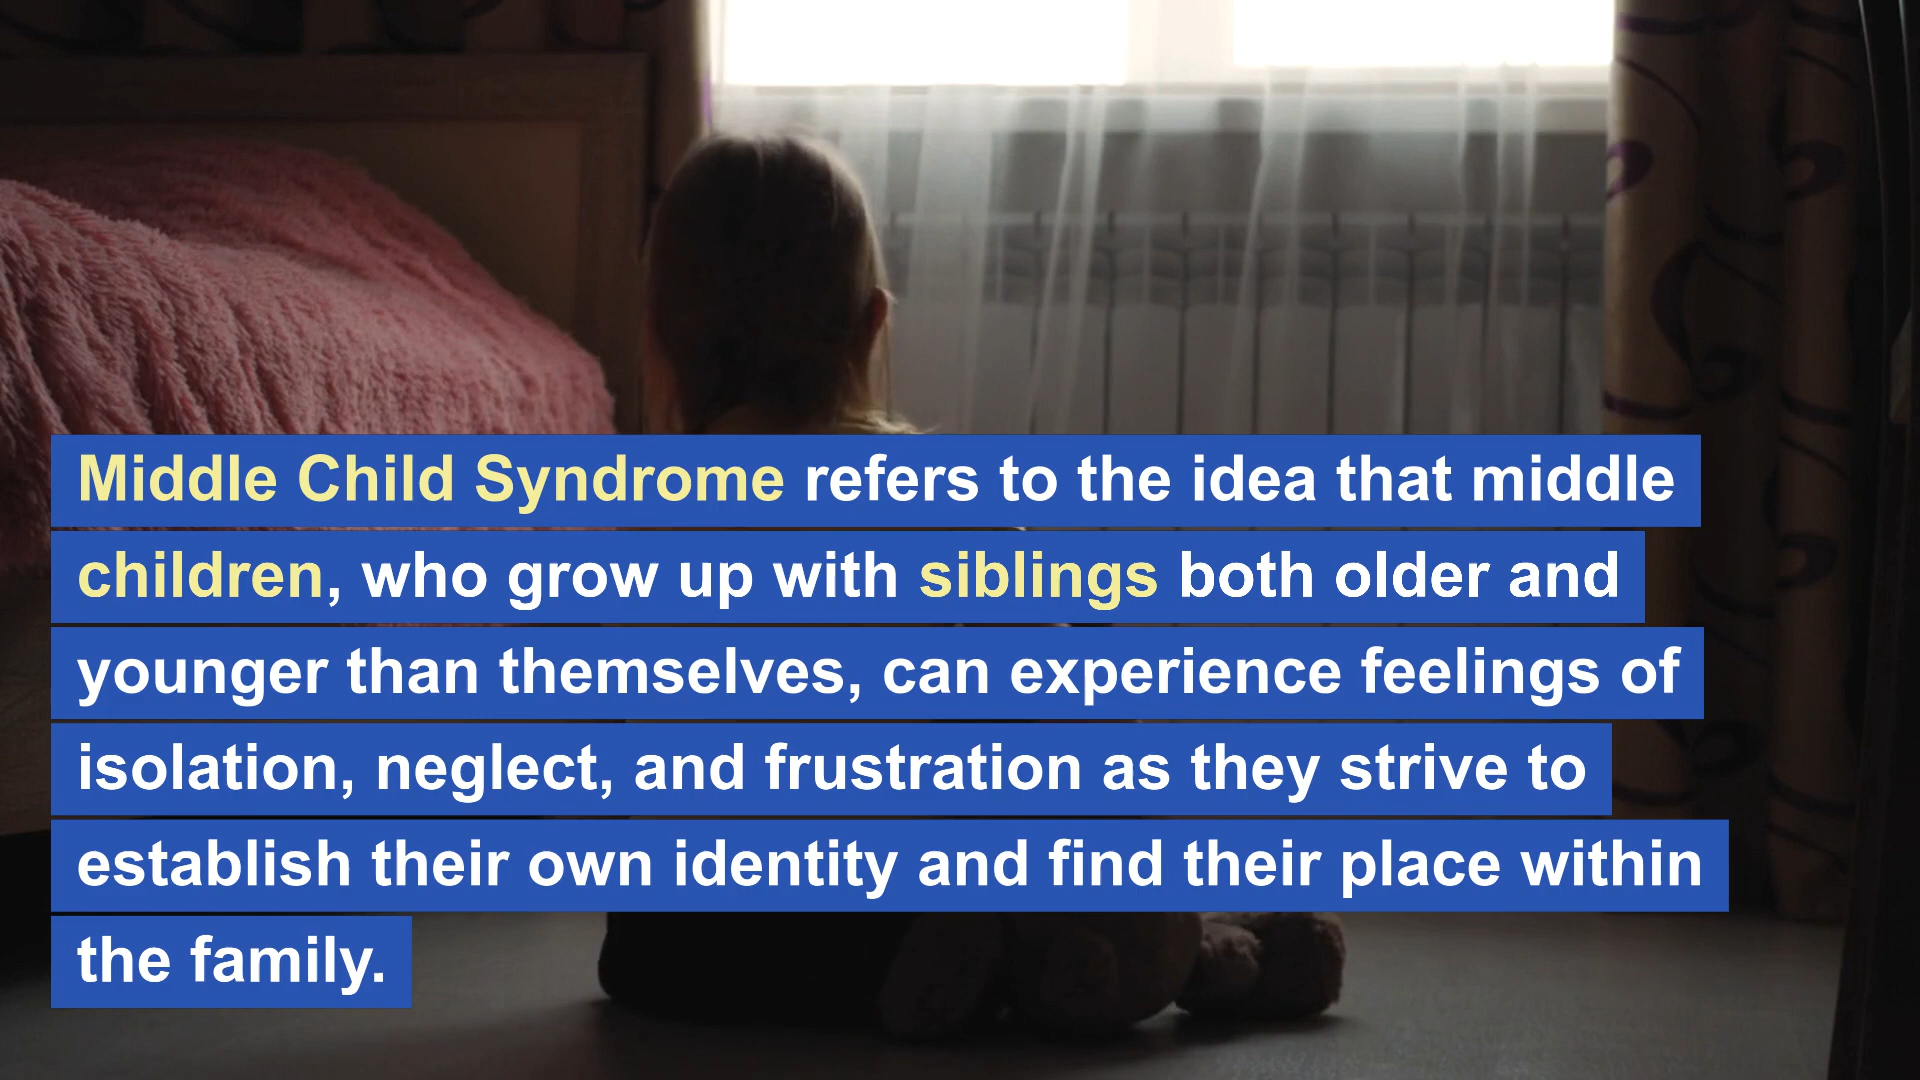 Middle Child Syndrome refers to the idea that middle
children, who grow up with siblings both older and
younger than themselves, can experience feelings of
isolation, neglect, and frustration as they strive to
establish their own identity and find their place within
the family.